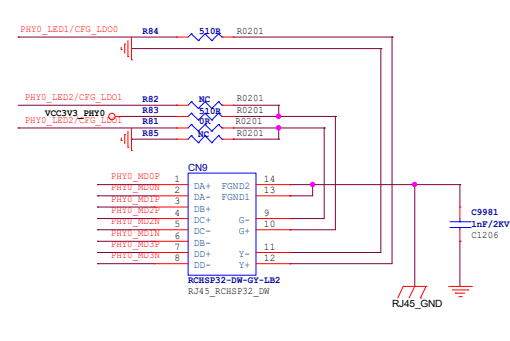 PHY0_LED1/CFG_LDO0 R84 510R R0201
PHY0_LED2/CFG_LDO1 R82 NC R0201
VCC3V3_PHY0 R83 510R R0201
PHY0_LED2/CFG_LDO1 R81 0R R0201
R85 NC R0201
CN9
PHY0_MD0P 1 DA+ FGND2 14
PHY0_MD0N 2 DA- FGND1 13
PHY0_MD1P 3 DB+
PHY0_MD2P 4 DC+ G- 9
PHY0_MD2N 5 DC- G+ 10
PHY0_MD1N 6 DB-
PHY0_MD3P 7 DD+ Y- 11
PHY0_MD3N 8 DD- Y+ 12
RCHSP32-DW-GY-LB2
RJ45_RCHSP32_DW
C9981
1nF/2KV
C1206
RJ45_GND